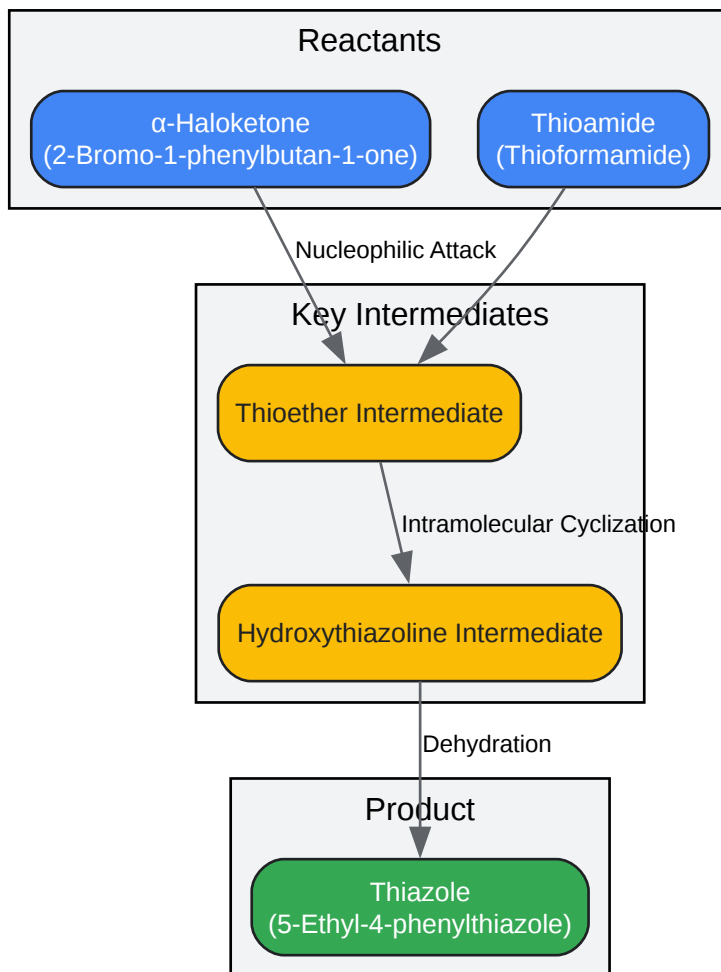 Reactants
α-Haloketone
(2-Bromo-1-phenylbutan-1-one)
Thioamide
(Thioformamide)
Nucleophilic Attack
Key Intermediates
Thioether Intermediate
Intramolecular Cyclization
Hydroxythiazoline Intermediate
Dehydration
Product
Thiazole
(5-Ethyl-4-phenylthiazole)